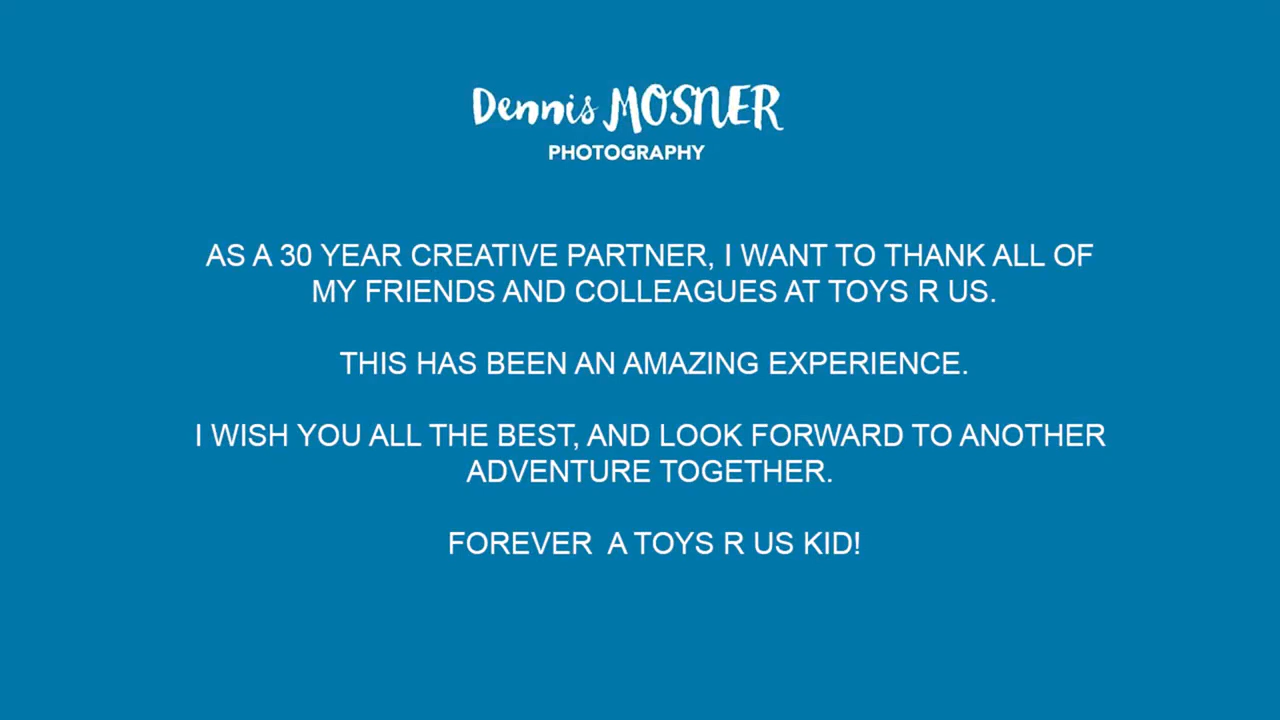 Dennis MOSNER
PHOTOGRAPHY
AS A 30 YEAR CREATIVE PARTNER, I WANT TO THANK ALL OF
MY FRIENDS AND COLLEAGUES AT TOYS R US.
THIS HAS BEEN AN AMAZING EXPERIENCE.
I WISH YOU ALL THE BEST, AND LOOK FORWARD TO ANOTHER
ADVENTURE TOGETHER.
FOREVER  A TOYS R US KID!